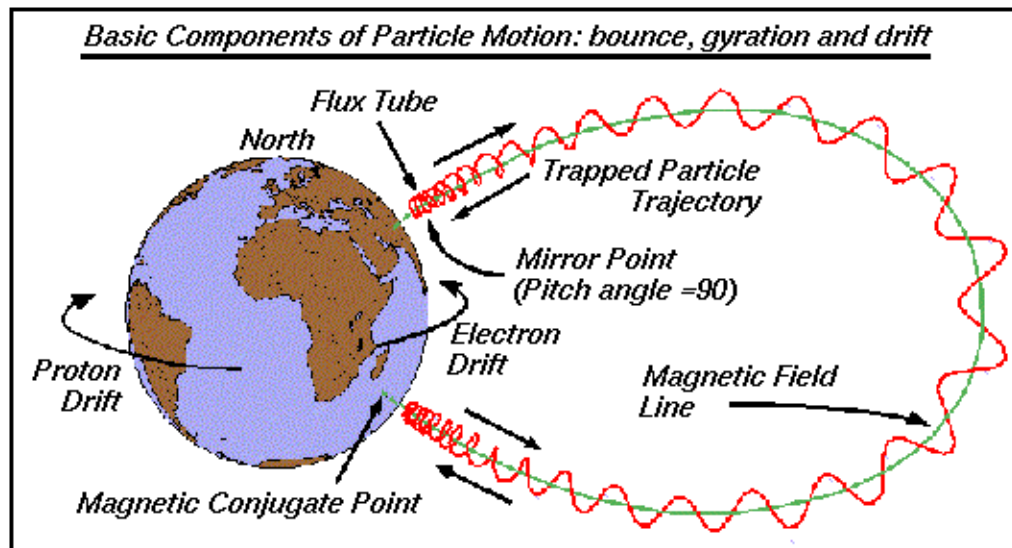 Basic Components of Particle Motion: bounce, gyration and drift
Flux Tube
North
Trapped Particle
Trajectory
Mirror Point
(Pitch angle =90)
Electron
Drift
Proton
Drift
Magnetic Field
Line
Magnetic Conjugate Point